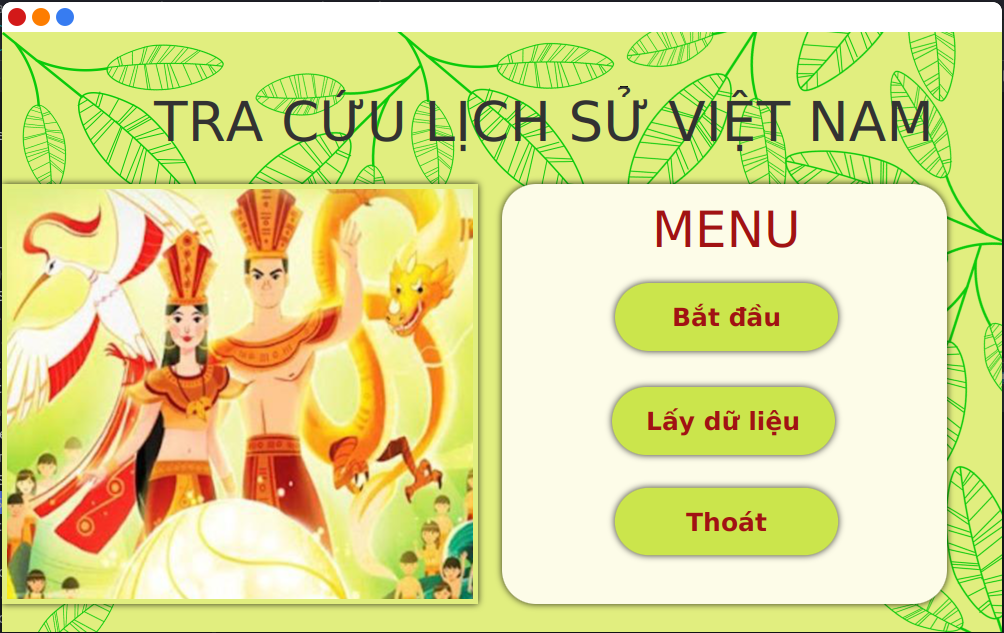 TRA CỨU LỊCH SỬ VIỆT NAM
MENU
Bắt đầu
Lấy dữ liệu
Thoát